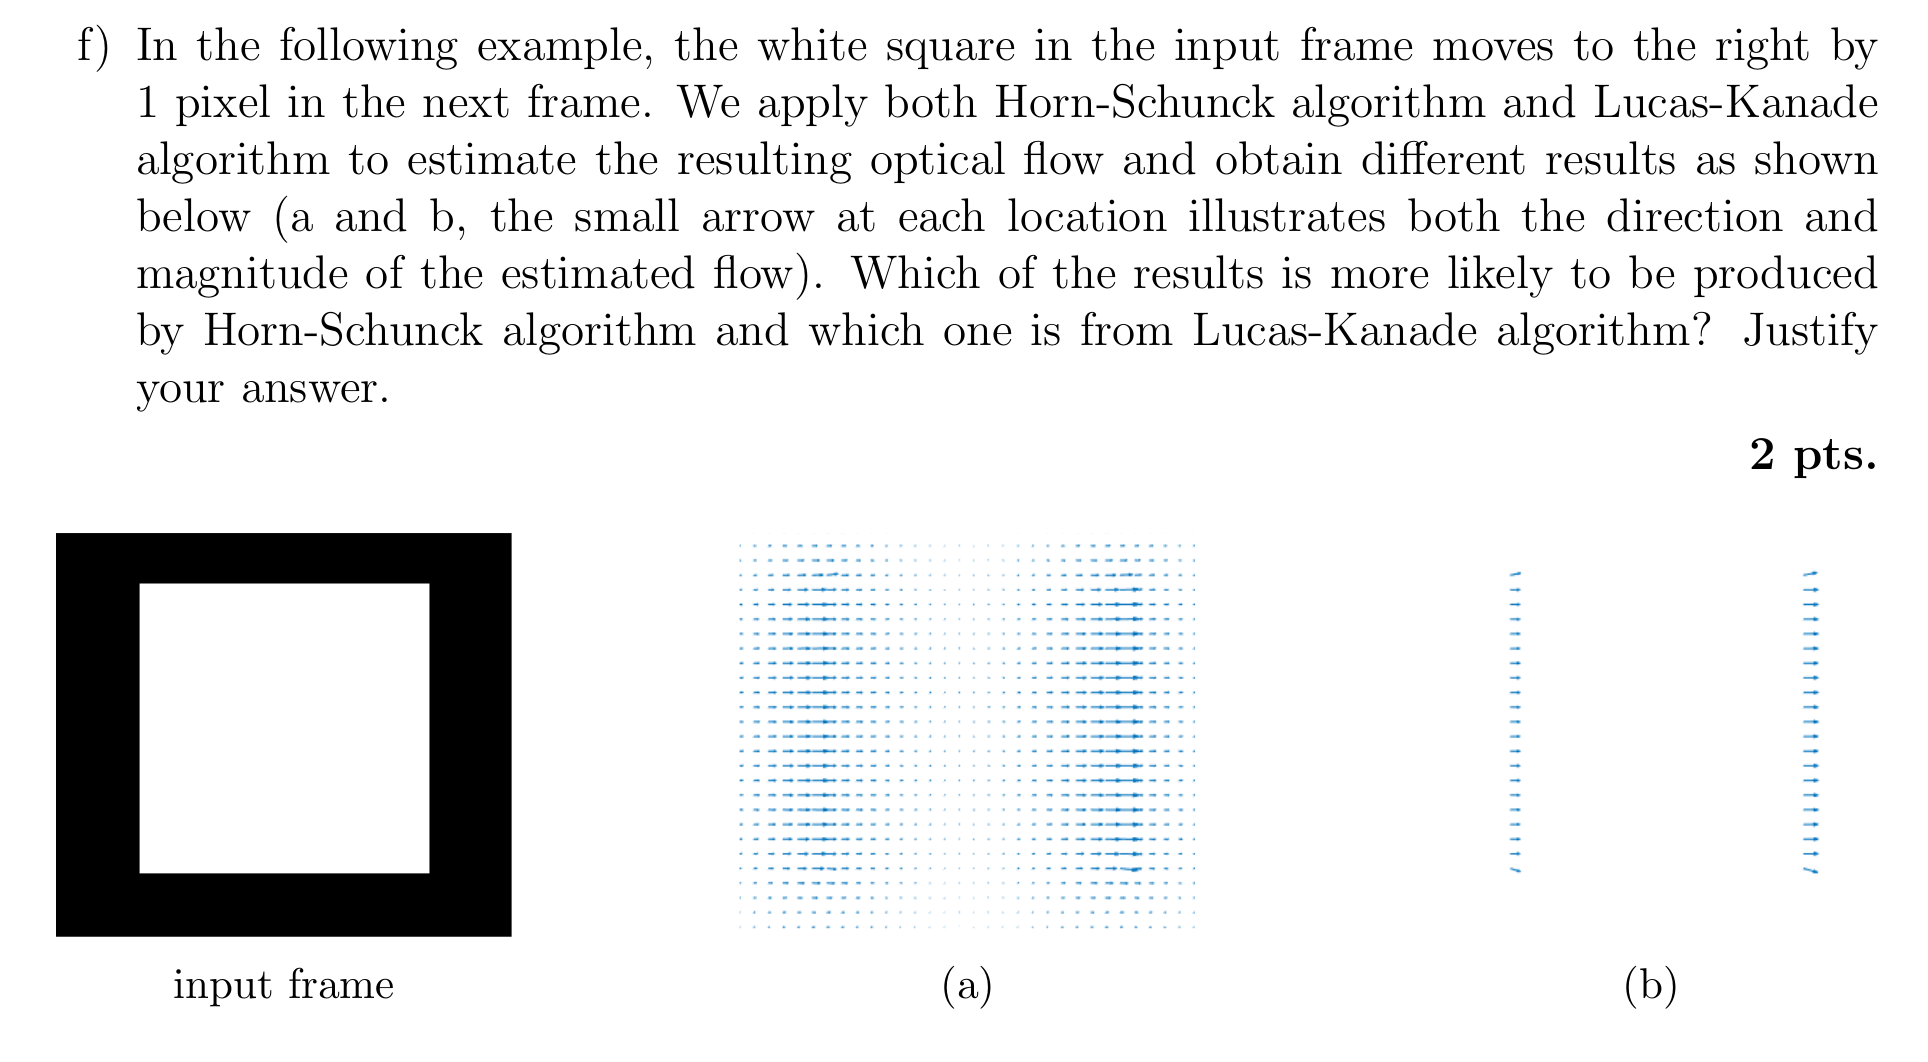 f) In the following example, the white square in the input frame moves to the right by
1 pixel in the next frame. We apply both Horn-Schunck algorithm and Lucas-Kanade
algorithm to estimate the resulting optical flow and obtain different results as shown
below (a and b, the small arrow at each location illustrates both the direction and
magnitude of the estimated flow). Which of the results is more likely to be produced
by Horn-Schunck algorithm and which one is from Lucas-Kanade algorithm? Justify
your answer.
2 pts.
input frame
(a)
(b)